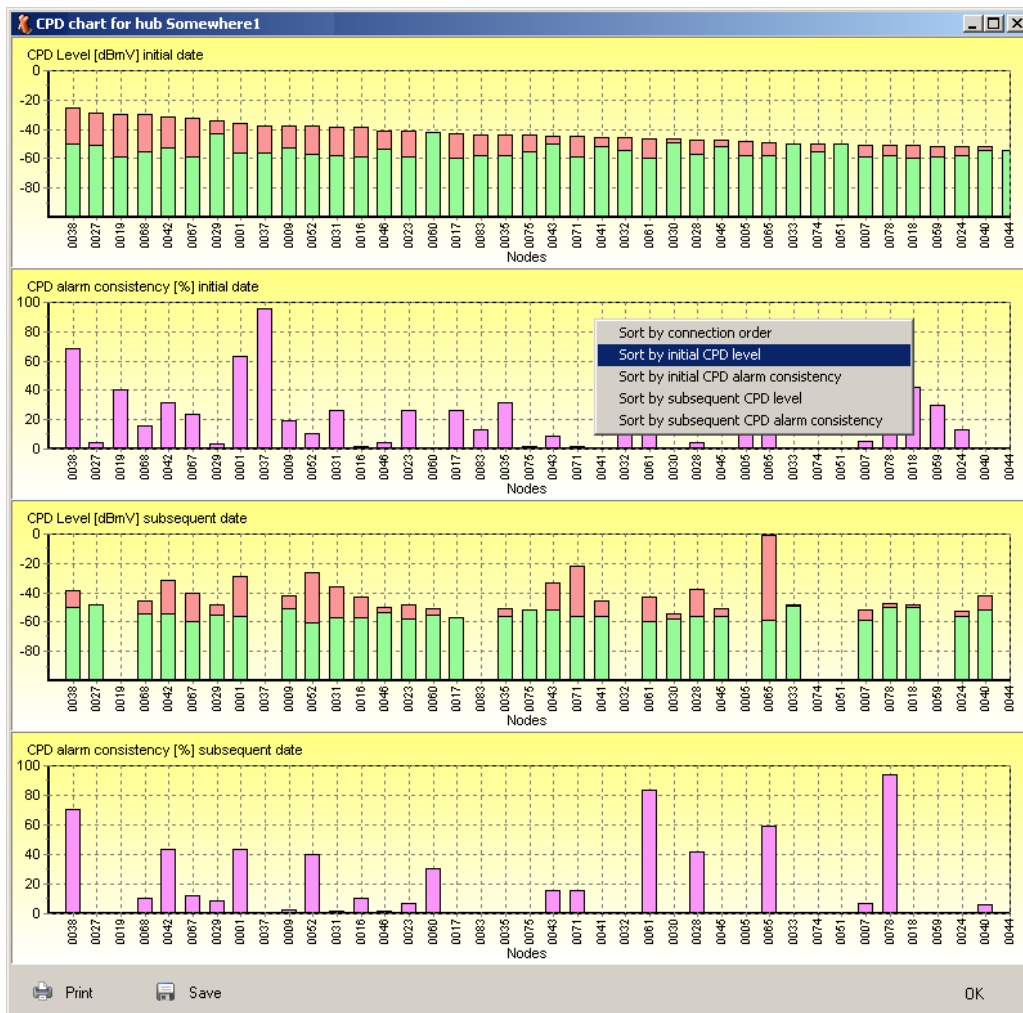 CPD chart for hub Somewhere1
CPD Level [dBmV] initial date
0
-20
-40
-60
-80
0038 0027 0019 0068 0042 0067 0029 0001 0037 0009 0052 0031 0016 0046 0023 0060 0017 0083 0035 0075 0043 0071 0041 0032 0061 0030 0028 0045 0005 0065 0033 0074 0051 0007 0078 0018 0059 0024 0040 0044
Nodes
CPD alarm consistency [%] initial date
100
80
60
40
20
0
Sort by connection order
Sort by initial CPD level
Sort by initial CPD alarm consistency
Sort by subsequent CPD level
Sort by subsequent CPD alarm consistency
0038 0027 0019 0068 0042 0067 0029 0001 0037 0009 0052 0031 0016 0046 0023 0060 0017 0083 0035 0075 0043 0071 0041 0032 0061 0030 0028 0045 0005 0065 0033 0074 0051 0007 0078 0018 0059 0024 0040 0044
Nodes
CPD Level [dBmV] subsequent date
0
-20
-40
-60
-80
0038 0027 0019 0068 0042 0067 0029 0001 0037 0009 0052 0031 0016 0046 0023 0060 0017 0083 0035 0075 0043 0071 0041 0032 0061 0030 0028 0045 0005 0065 0033 0074 0051 0007 0078 0018 0059 0024 0040 0044
Nodes
CPD alarm consistency [%] subsequent date
100
80
60
40
20
0
0038 0027 0019 0068 0042 0067 0029 0001 0037 0009 0052 0031 0016 0046 0023 0060 0017 0083 0035 0075 0043 0071 0041 0032 0061 0030 0028 0045 0005 0065 0033 0074 0051 0007 0078 0018 0059 0024 0040 0044
Nodes
Print Save OK